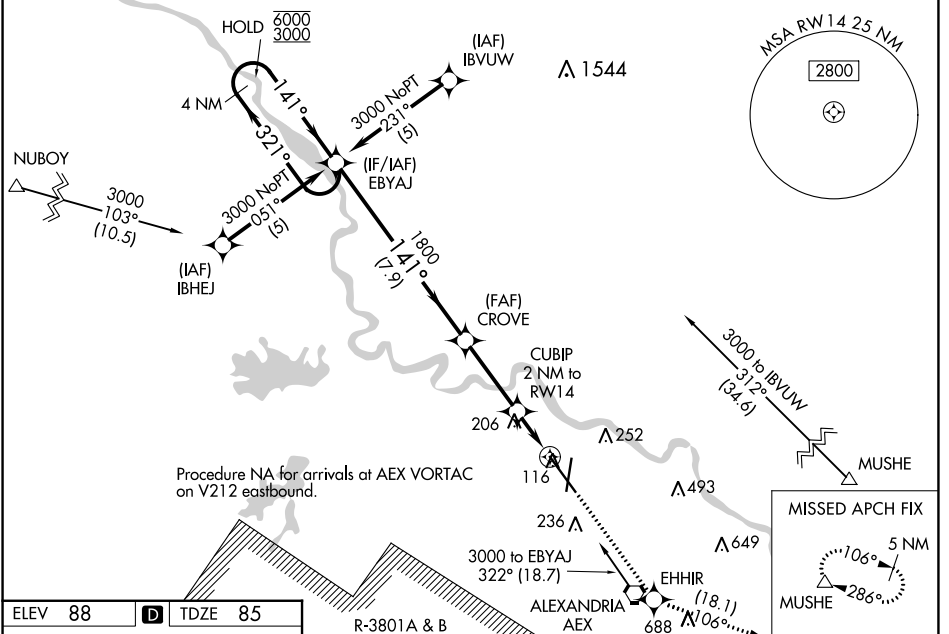 HOLD
6000
3000
(IAF)
IBVUW
1544
MSA RW14 25 NM
2800
4 NM
141°
321°
3000 NoPT
231°
(5)
(IF/IAF)
EBYAJ
NUBOY
3000
103°
(10.5)
3000 NoPT
051°
(5)
(IAF)
IBHEJ
1800
141°
(7.9)
(FAF)
CROVE
CUBIP
2 NM to
RW14
206
252
3000 to IBVUW
312°
(34.6)
MUSHE
116
493
Procedure NA for arrivals at AEX VORTAC
on V212 eastbound.
236
649
MISSED APCH FIX
106°
5 NM
286°
MUSHE
3000 to EBYAJ
322° (18.7)
EHHIR
(18.1)
106°
ALEXANDRIA
AEX
688
R-3801A & B
ELEV 88
D
TDZE 85